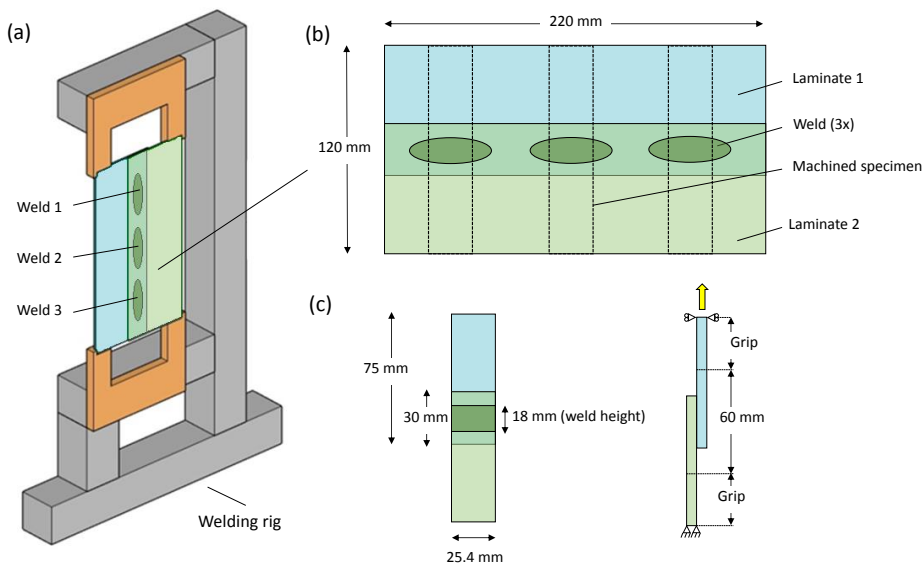 (a)
Weld 1
Weld 2
Weld 3
Welding rig
(b)
220 mm
120 mm
Laminate 1
Weld (3x)
Machined specimen
Laminate 2
(c)
75 mm
30 mm
18 mm (weld height)
25.4 mm
Grip
60 mm
Grip